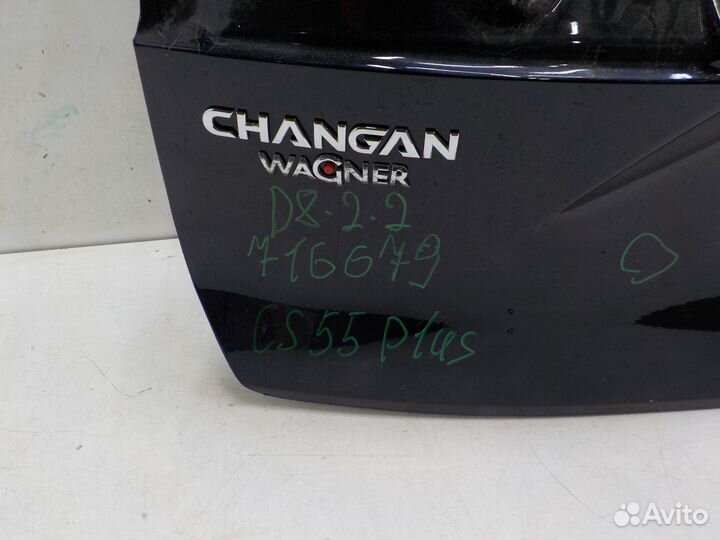 CHANGAN
WAGNER
D8.2.2
716679
CS55 Plus
Avito